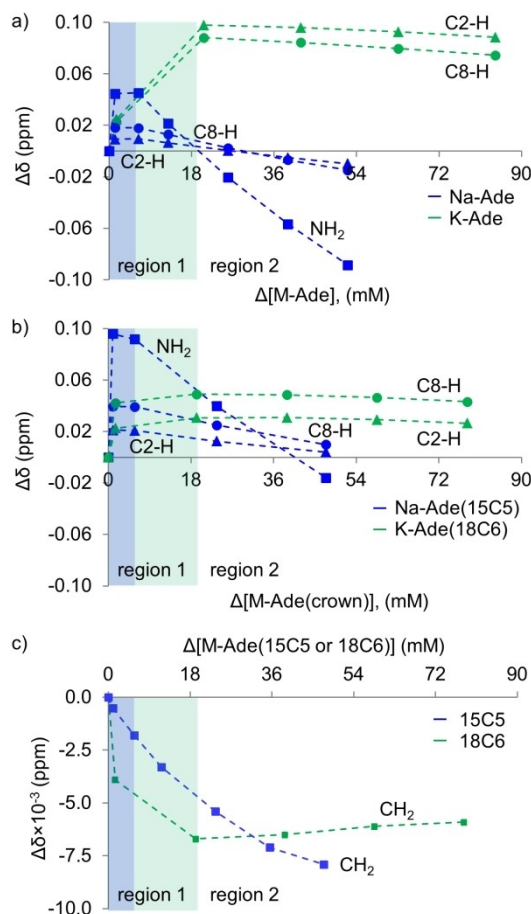 a)
0.10
0.06
0.02
-0.02
-0.06
-0.10
Δδ (ppm)
C2-H
C8-H
C8-H
C2-H
0 18 36 54 72 90
Na-Ade
K-Ade
NH₂
region 1 region 2
Δ[M-Ade], (mM)
b)
0.10
0.06
0.02
-0.02
-0.06
-0.10
Δδ (ppm)
NH₂
C8-H
C8-H
C2-H
C2-H
0 18 36 54 72 90
Na-Ade(15C5)
K-Ade(18C6)
region 1 region 2
Δ[M-Ade(crown)], (mM)
c)
Δ[M-Ade(15C5 or 18C6)] (mM)
0 18 36 54 72 90
0.0
-2.5
-5.0
-7.5
-10.0
Δδ×10⁻³ (ppm)
15C5
18C6
CH₂
CH₂
region 1 region 2